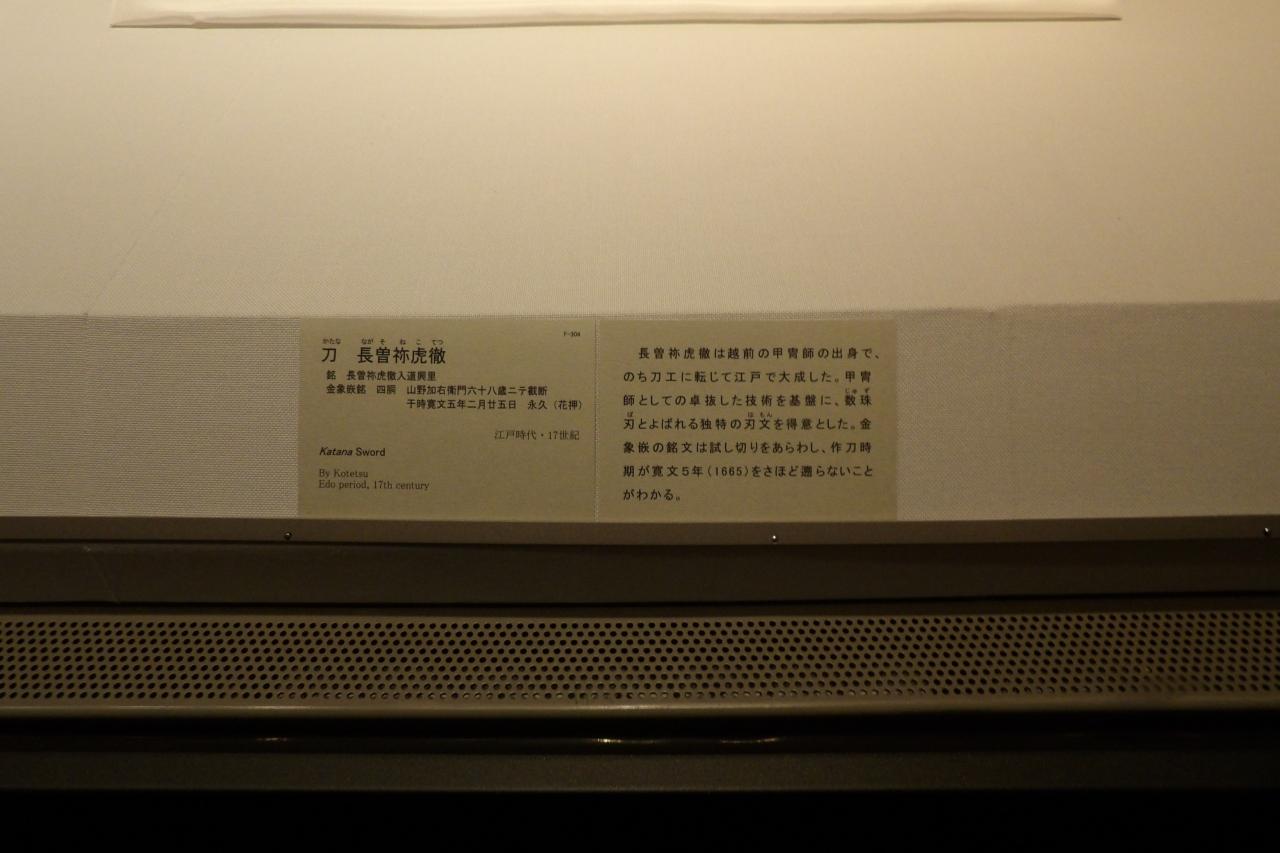 F-304
かたな ながそねこてつ
刀 長曽祢虎徹
銘 長曽祢虎徹入道興里
金象嵌銘 四胴 山野加右衛門六十八歳ニテ截断
于時寛文五年二月廿五日 永久（花押）
江戸時代・17世紀
Katana Sword
By Kotetsu
Edo period, 17th century
長曽祢虎徹は越前の甲冑師の出身で、
のち刀工に転じて江戸で大成した。甲冑
じゅず
師としての卓抜した技術を基盤に、数珠
ば はもん
刃とよばれる独特の刃文を得意とした。金
象嵌の銘文は試し切りをあらわし、作刀時
期が寛文5年(1665)をさほど遡らないこと
がわかる。